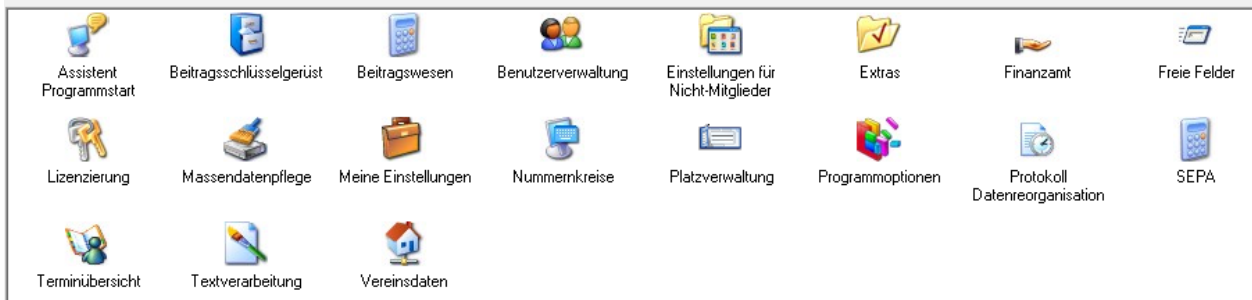 Assistent
Programmstart
Beitragsschlüsselgerüst
Beitragswesen
Benutzerverwaltung
Einstellungen für
Nicht-Mitglieder
Extras
Finanzamt
Freie Felder
Lizenzierung
Massendatenpflege
Meine Einstellungen
Nummernkreise
Platzverwaltung
Programmoptionen
Protokoll
Datenreorganisation
SEPA
Terminübersicht
Textverarbeitung
Vereinsdaten